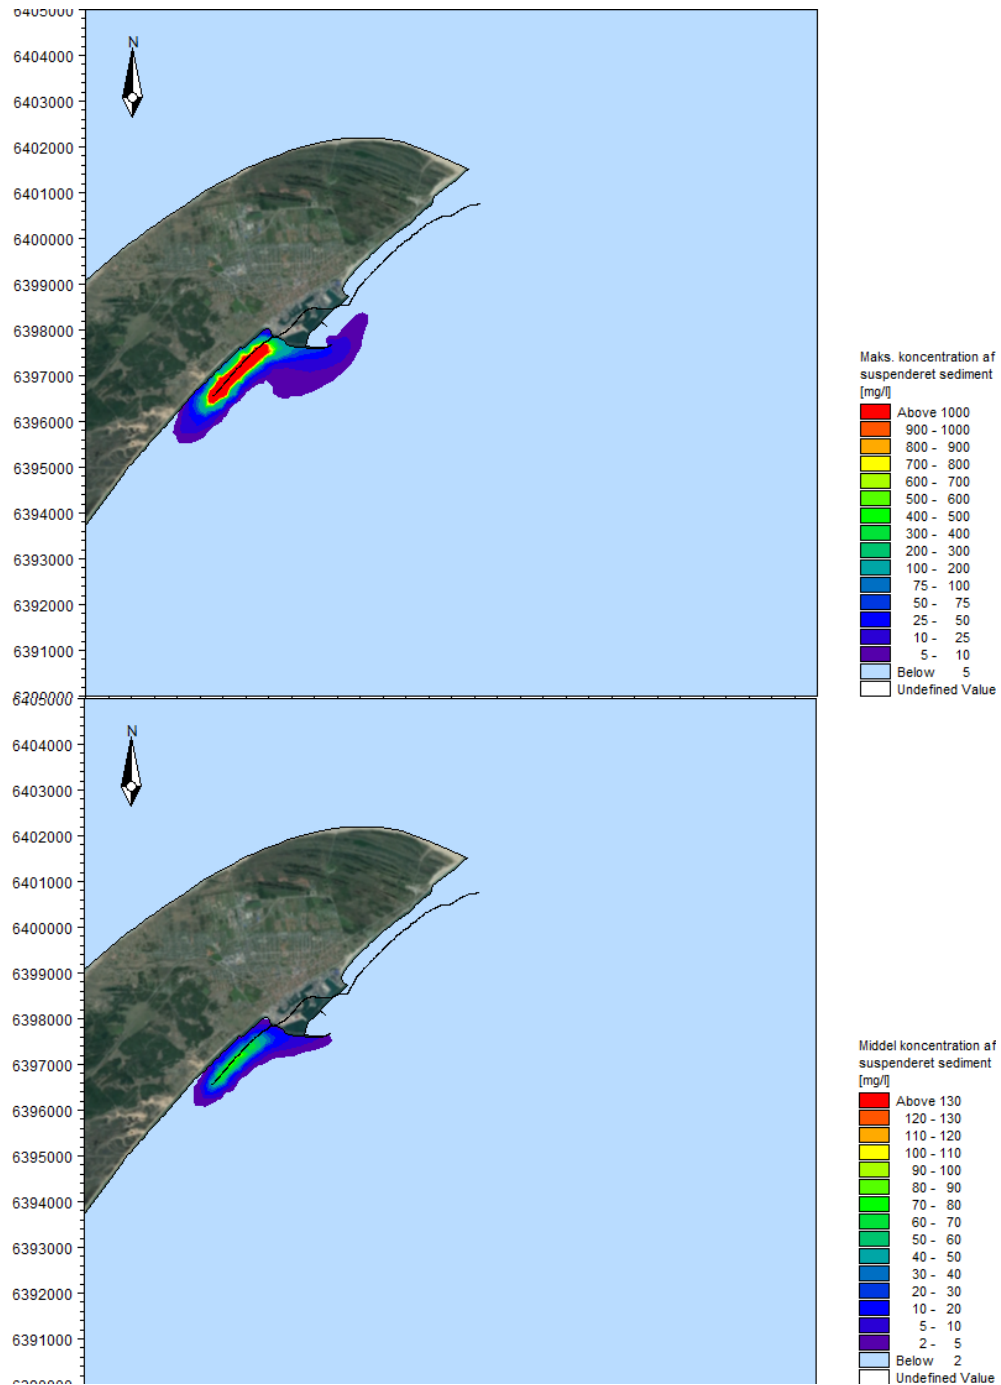 6405000
N
6404000
6403000
6402000
6401000
6400000
6399000
6398000
6397000
6396000
6395000
6394000
6393000
6392000
6391000
6390000
Maks. koncentration af
suspenderet sediment
[mg/l]
Above 1000
900 - 1000
800 - 900
700 - 800
600 - 700
500 - 600
400 - 500
300 - 400
200 - 300
100 - 200
75 - 100
50 - 75
25 - 50
10 - 25
5 - 10
Below 5
Undefined Value
6405000
N
6404000
6403000
6402000
6401000
6400000
6399000
6398000
6397000
6396000
6395000
6394000
6393000
6392000
6391000
6390000
Middel koncentration af
suspenderet sediment
[mg/l]
Above 130
120 - 130
110 - 120
100 - 110
90 - 100
80 - 90
70 - 80
60 - 70
50 - 60
40 - 50
30 - 40
20 - 30
10 - 20
5 - 10
2 - 5
Below 2
Undefined Value